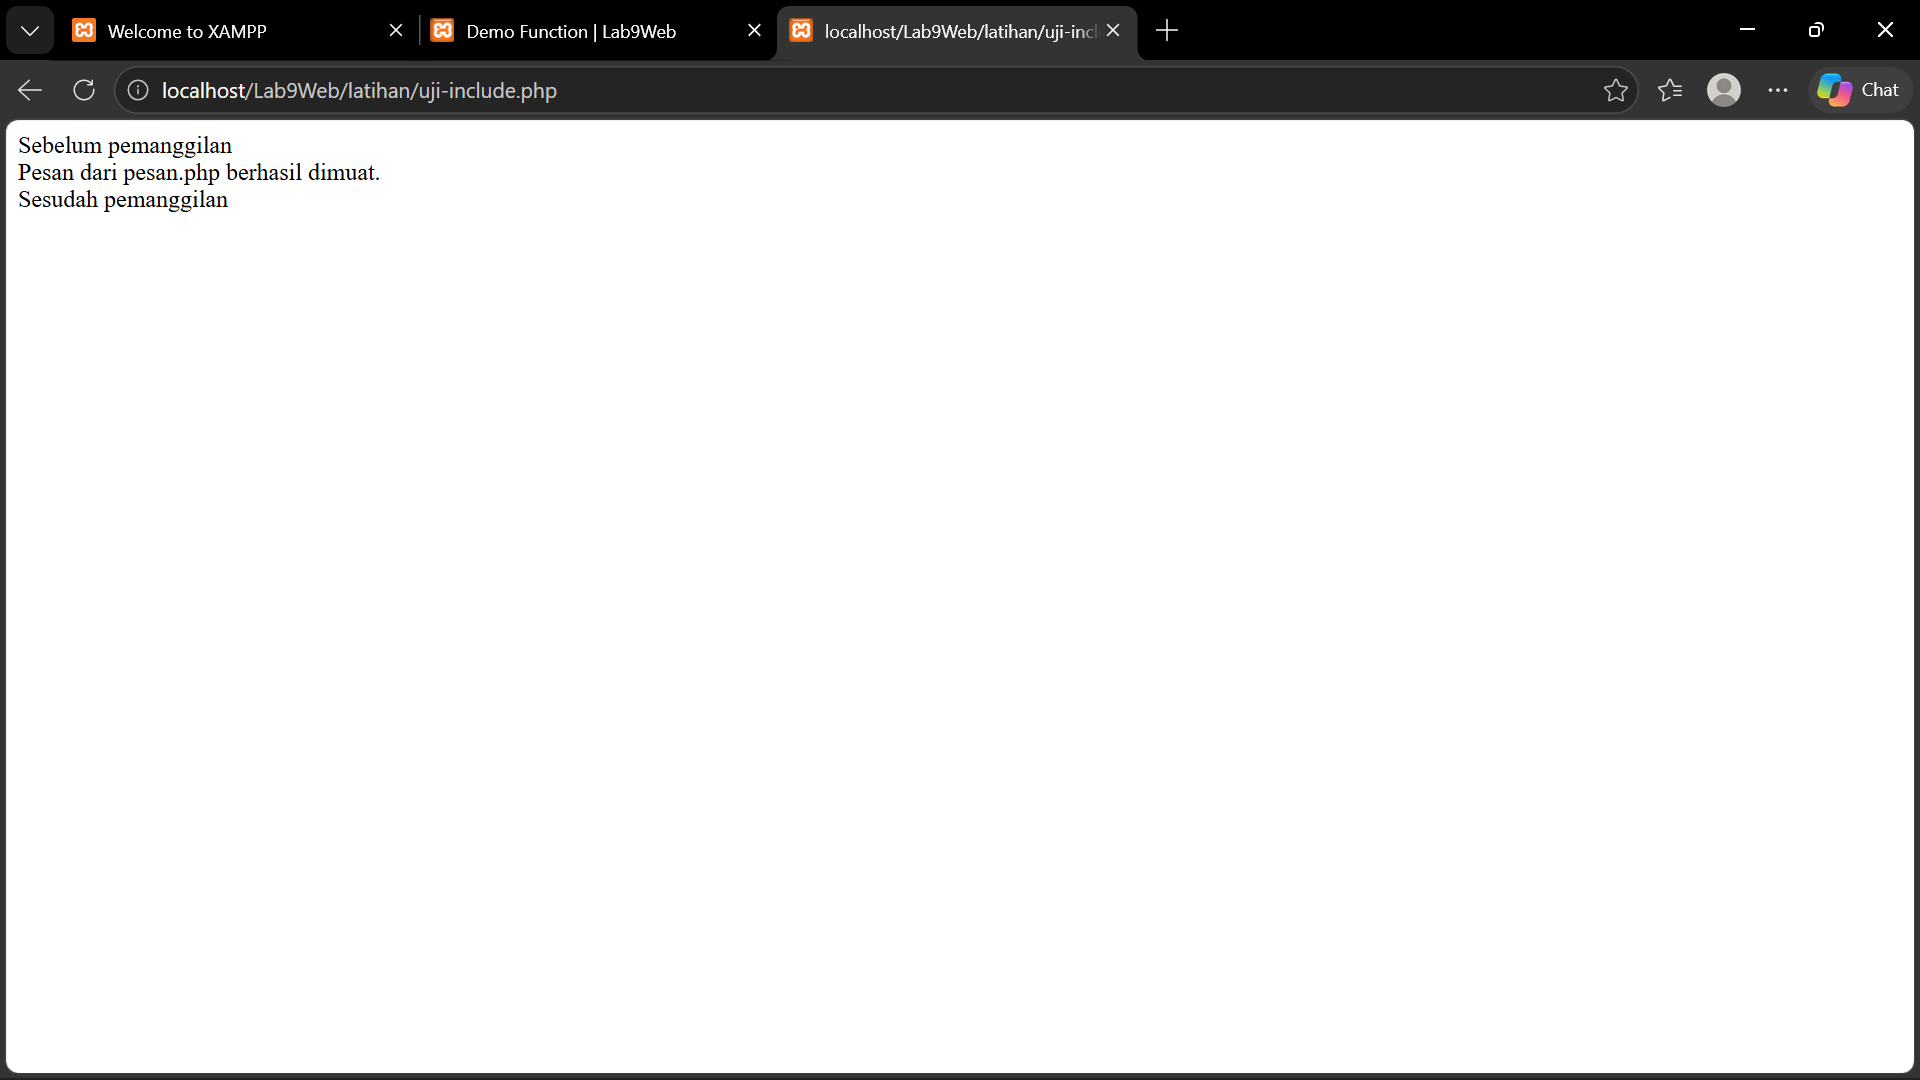 Welcome to XAMPP
Demo Function | Lab9Web
localhost/Lab9Web/latihan/uji-incl
localhost/Lab9Web/latihan/uji-include.php
Chat
Sebelum pemanggilan
Pesan dari pesan.php berhasil dimuat.
Sesudah pemanggilan